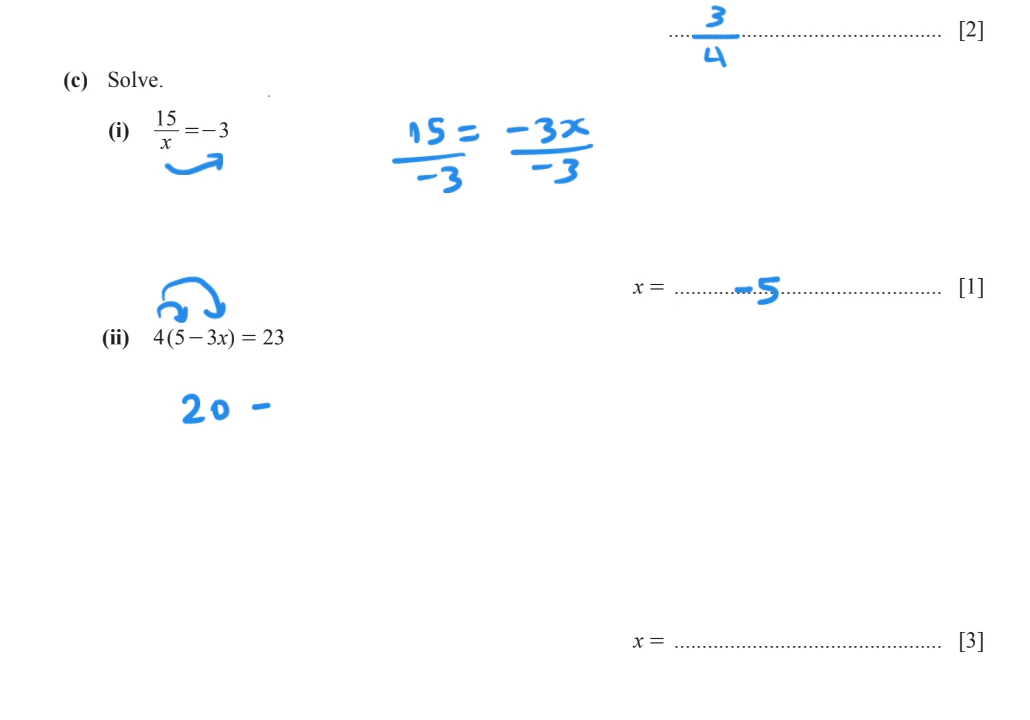 3/4 [2]
(c) Solve.
(i) 15/x = −3
15/−3 = −3x/−3
x = −5 [1]
(ii) 4(5 − 3x) = 23
20 −
x = [3]